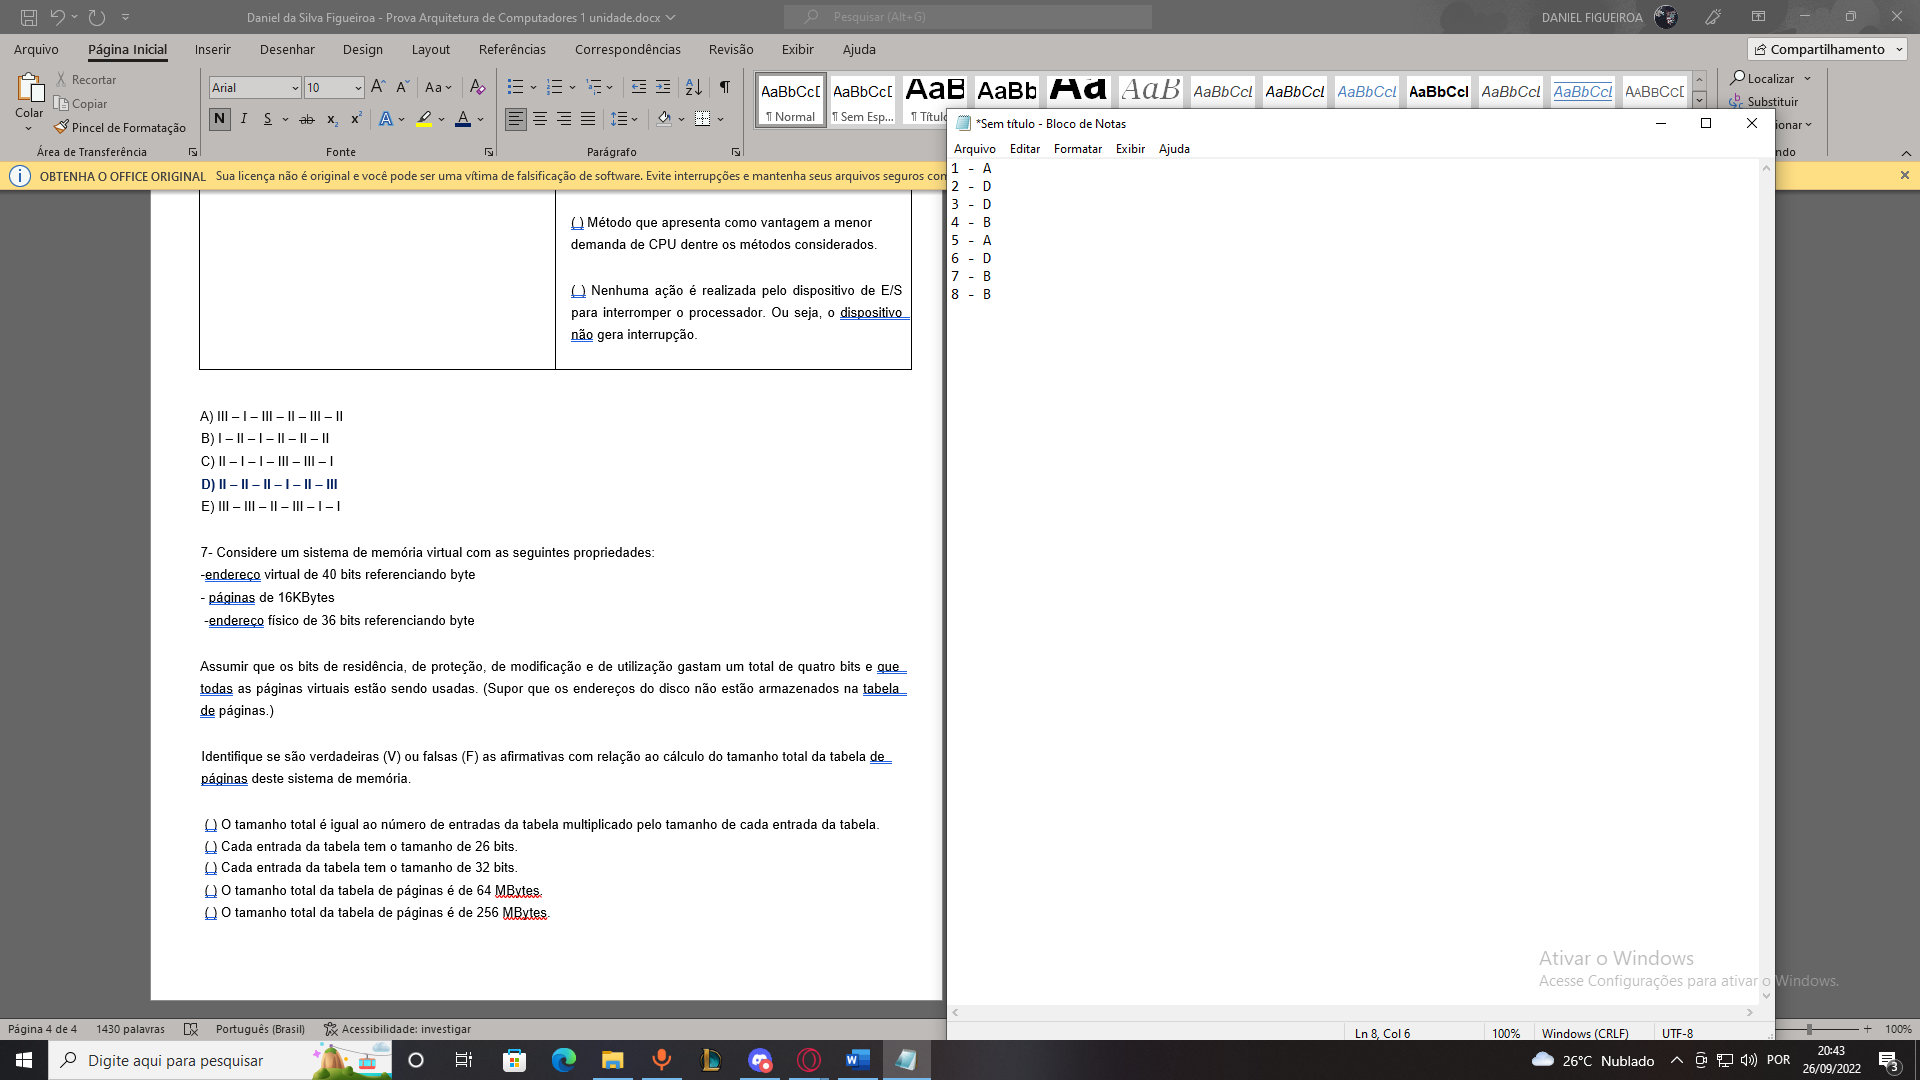 Daniel da Silva Figueiroa - Prova Arquitetura de Computadores 1 unidade.docx
Pesquisar (Alt+G)
DANIEL FIGUEIROA
Arquivo Página Inicial Inserir Desenhar Design Layout Referências Correspondências Revisão Exibir Ajuda
Compartilhamento
Colar
Recortar
Copiar
Pincel de Formatação
Área de Transferência
Arial 10
Aa
N I S ab x₂ x² A A
Fonte
Parágrafo
AaBbCcD AaBbCcD AaB AaBb Aa AaB AaBbCcL AaBbCcL AaBbCcL AaBbCcl AaBbCcL AaBbCcL AABBCCD
¶ Normal ¶ Sem Esp... ¶ Títul
Localizar
Substituir
ionar
ndo
OBTENHA O OFFICE ORIGINAL Sua licença não é original e você pode ser uma vítima de falsificação de software. Evite interrupções e mantenha seus arquivos seguros con
( ) Método que apresenta como vantagem a menor
demanda de CPU dentre os métodos considerados.
( ) Nenhuma ação é realizada pelo dispositivo de E/S
para interromper o processador. Ou seja, o dispositivo
não gera interrupção.
A) III – I – III – II – III – II
B) I – II – I – II – II – II
C) II – I – I – III – III – I
D) II – II – II – I – II – III
E) III – III – II – III – I – I
7- Considere um sistema de memória virtual com as seguintes propriedades:
-endereço virtual de 40 bits referenciando byte
- páginas de 16KBytes
-endereço físico de 36 bits referenciando byte
Assumir que os bits de residência, de proteção, de modificação e de utilização gastam um total de quatro bits e que
todas as páginas virtuais estão sendo usadas. (Supor que os endereços do disco não estão armazenados na tabela
de páginas.)
Identifique se são verdadeiras (V) ou falsas (F) as afirmativas com relação ao cálculo do tamanho total da tabela de
páginas deste sistema de memória.
( ) O tamanho total é igual ao número de entradas da tabela multiplicado pelo tamanho de cada entrada da tabela.
( ) Cada entrada da tabela tem o tamanho de 26 bits.
( ) Cada entrada da tabela tem o tamanho de 32 bits.
( ) O tamanho total da tabela de páginas é de 64 MBytes.
( ) O tamanho total da tabela de páginas é de 256 MBytes.
*Sem título - Bloco de Notas
Arquivo Editar Formatar Exibir Ajuda
1 - A
2 - D
3 - D
4 - B
5 - A
6 - D
7 - B
8 - B
Ativar o Windows
Acesse Configurações para ativar o Windows.
Ln 8, Col 6 100% Windows (CRLF) UTF-8
Página 4 de 4 1430 palavras Português (Brasil) Acessibilidade: investigar
100%
Digite aqui para pesquisar
26°C Nublado
POR
20:43
26/09/2022
3